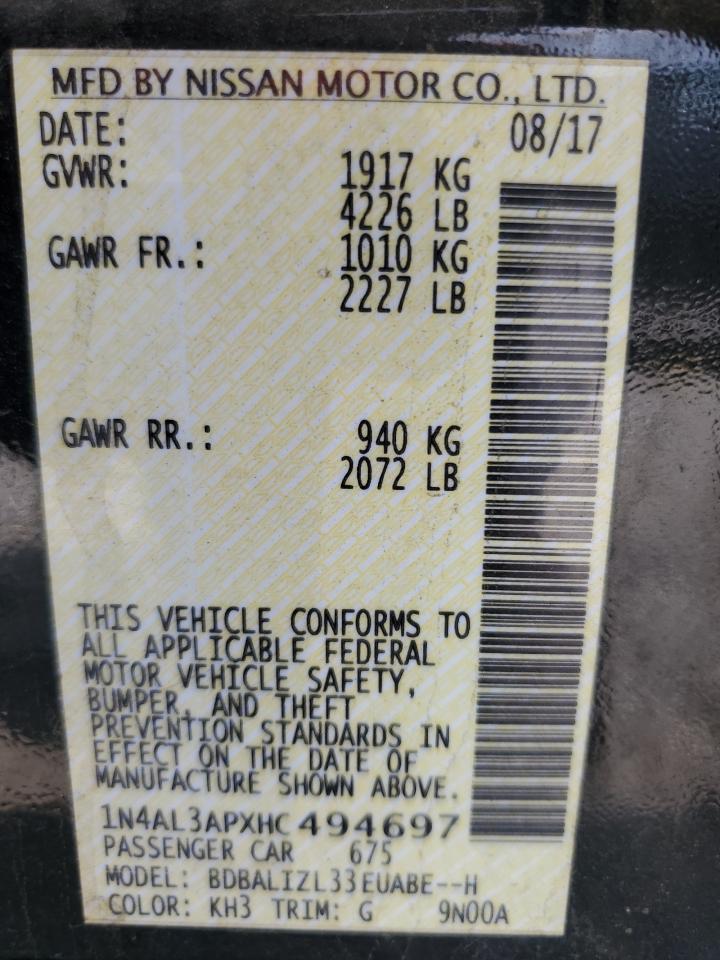 MFD BY NISSAN MOTOR CO., LTD.
DATE: 08/17
GVWR: 1917 KG
4226 LB
GAWR FR.: 1010 KG
2227 LB
GAWR RR.: 940 KG
2072 LB
THIS VEHICLE CONFORMS TO
ALL APPLICABLE FEDERAL
MOTOR VEHICLE SAFETY,
BUMPER, AND THEFT
PREVENTION STANDARDS IN
EFFECT ON THE DATE OF
MANUFACTURE SHOWN ABOVE.
1N4AL3APXHC494697
PASSENGER CAR 675
MODEL: BDBALIZL33EUABE--H
COLOR: KH3 TRIM: G 9N00A